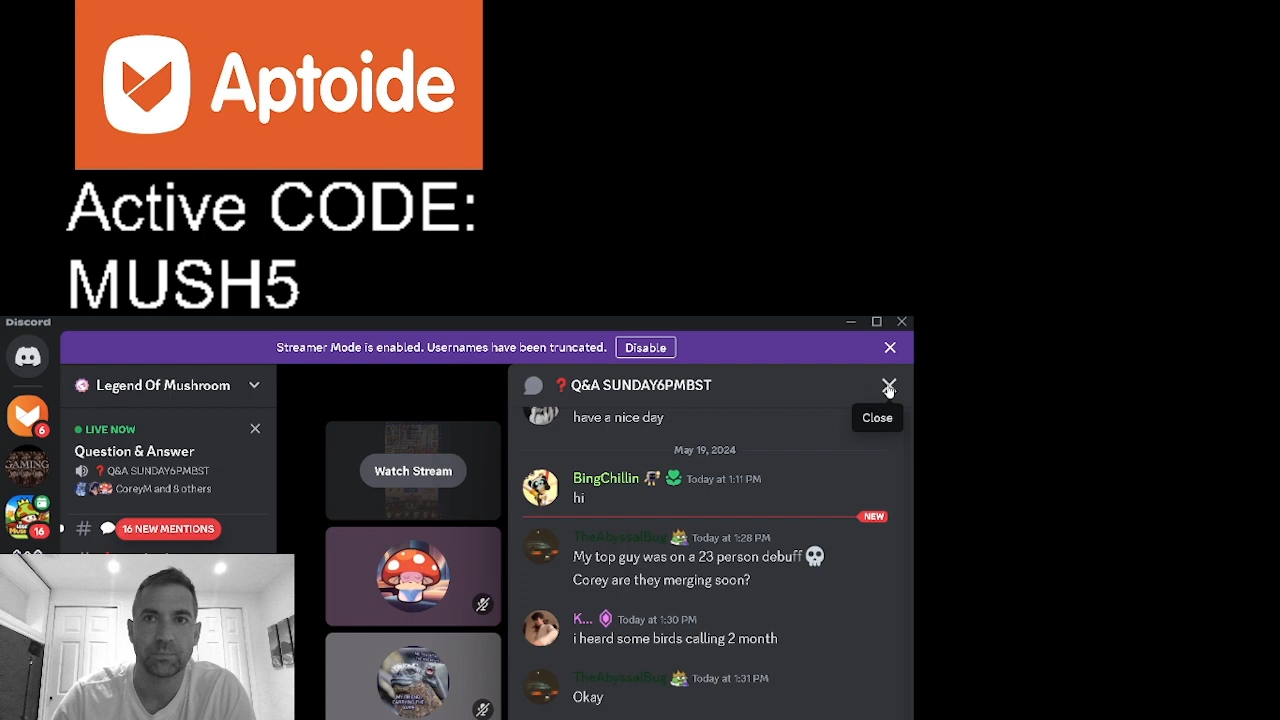 Aptoide
Active CODE:
MUSH5
Discord
Streamer Mode is enabled. Usernames have been truncated.
Disable
Legend Of Mushroom
LIVE NOW
Question & Answer
❓Q&A SUNDAY6PMBST
CoreyM and 8 others
16 NEW MENTIONS
GAMING
6
16
Watch Stream
❓Q&A SUNDAY6PMBST
Close
have a nice day
May 19, 2024
BingChillin Today at 1:11 PM
hi
NEW
TheAbyssalBug Today at 1:28 PM
My top guy was on a 23 person debuff💀
Corey are they merging soon?
K... Today at 1:30 PM
i heard some birds calling 2 month
TheAbyssalBug Today at 1:31 PM
Okay